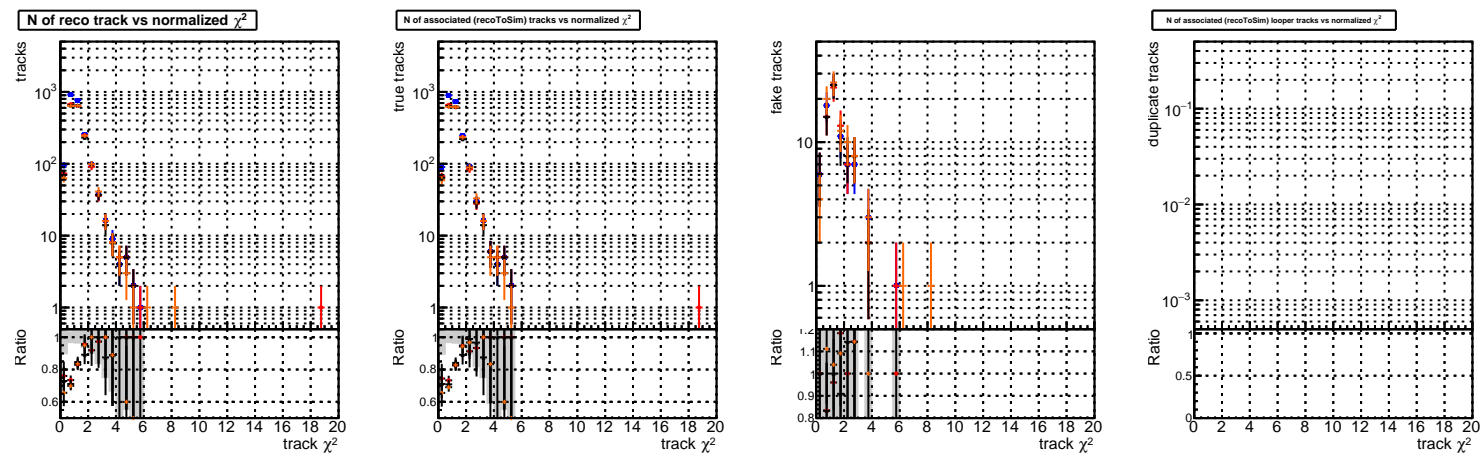 N of reco track vs normalized χ²
tracks
10³
10²
10
1
Ratio
1
0.8
0.6
0 2 4 6 8 10 12 14 16 18 20
track χ²
N of associated (recoToSim) tracks vs normalized χ²
true tracks
10³
10²
10
1
Ratio
1
0.8
0.6
0 2 4 6 8 10 12 14 16 18 20
track χ²
fake tracks
10
1
Ratio
1.2
1.1
1
0.9
0.8
0 2 4 6 8 10 12 14 16 18 20
track χ²
N of associated (recoToSim) looper tracks vs normalized χ²
duplicate tracks
10⁻¹
10⁻²
10⁻³
Ratio
1
0.5
0
0 2 4 6 8 10 12 14 16 18 20
track χ²